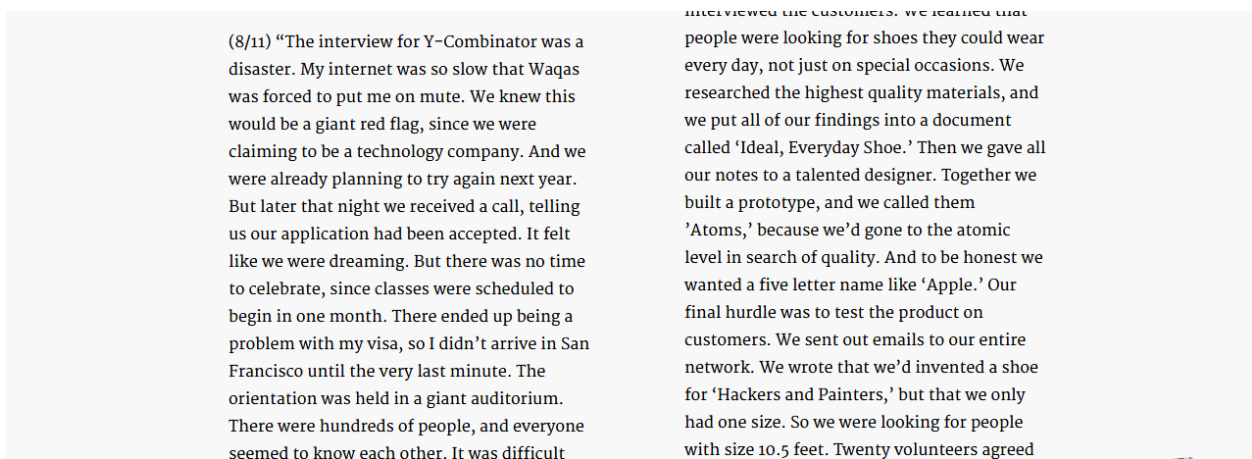 (8/11) “The interview for Y-Combinator was a
disaster. My internet was so slow that Waqas
was forced to put me on mute. We knew this
would be a giant red flag, since we were
claiming to be a technology company. And we
were already planning to try again next year.
But later that night we received a call, telling
us our application had been accepted. It felt
like we were dreaming. But there was no time
to celebrate, since classes were scheduled to
begin in one month. There ended up being a
problem with my visa, so I didn’t arrive in San
Francisco until the very last minute. The
orientation was held in a giant auditorium.
There were hundreds of people, and everyone
seemed to know each other. It was difficult
interviewed the customers. We learned that
people were looking for shoes they could wear
every day, not just on special occasions. We
researched the highest quality materials, and
we put all of our findings into a document
called ‘Ideal, Everyday Shoe.’ Then we gave all
our notes to a talented designer. Together we
built a prototype, and we called them
’Atoms,’ because we’d gone to the atomic
level in search of quality. And to be honest we
wanted a five letter name like ‘Apple.’ Our
final hurdle was to test the product on
customers. We sent out emails to our entire
network. We wrote that we’d invented a shoe
for ‘Hackers and Painters,’ but that we only
had one size. So we were looking for people
with size 10.5 feet. Twenty volunteers agreed